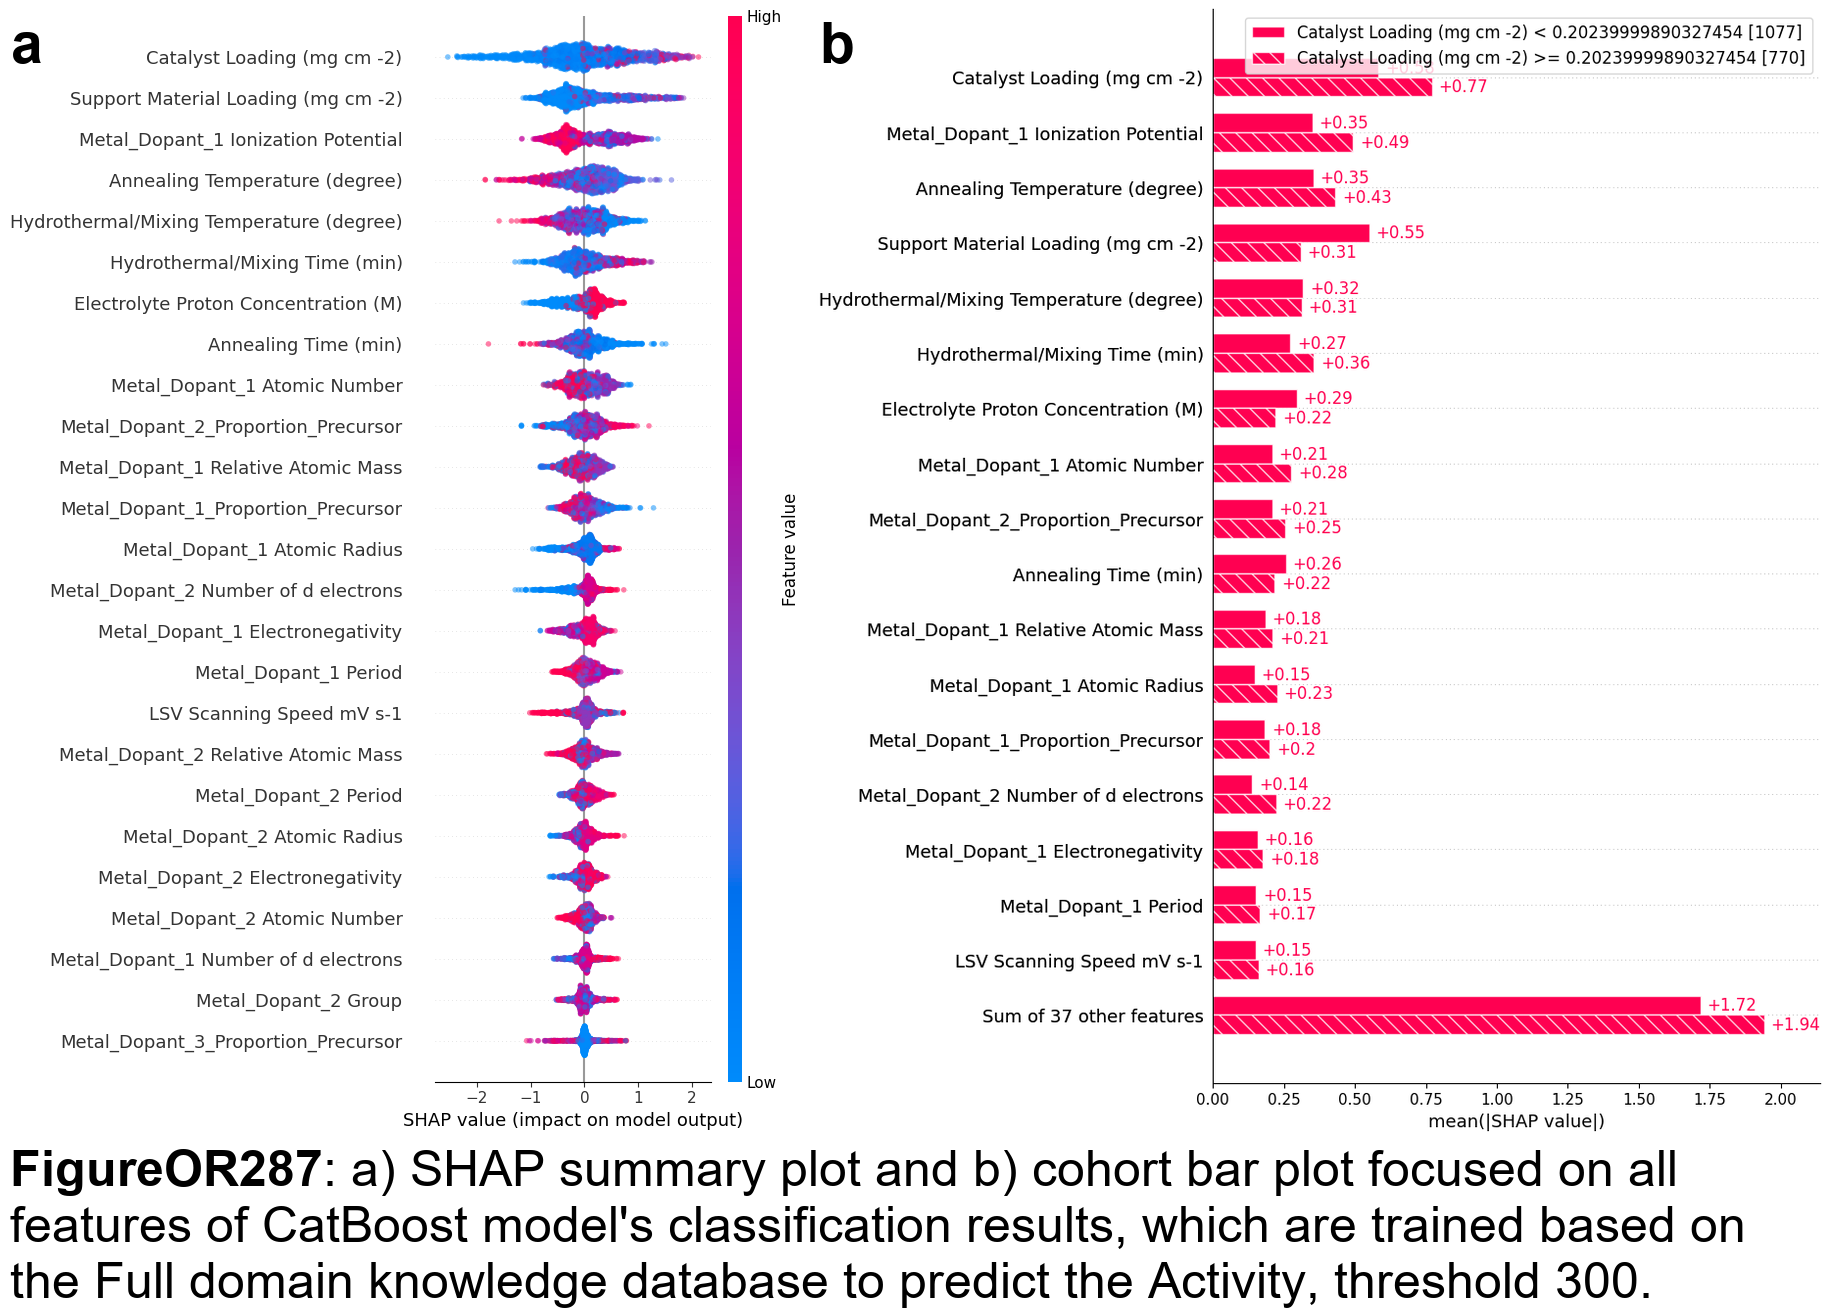 a
High
Catalyst Loading (mg cm -2)
Support Material Loading (mg cm -2)
Metal_Dopant_1 Ionization Potential
Annealing Temperature (degree)
Hydrothermal/Mixing Temperature (degree)
Hydrothermal/Mixing Time (min)
Electrolyte Proton Concentration (M)
Annealing Time (min)
Metal_Dopant_1 Atomic Number
Metal_Dopant_2_Proportion_Precursor
Metal_Dopant_1 Relative Atomic Mass
Metal_Dopant_1_Proportion_Precursor
Metal_Dopant_1 Atomic Radius
Metal_Dopant_2 Number of d electrons
Metal_Dopant_1 Electronegativity
Metal_Dopant_1 Period
LSV Scanning Speed mV s-1
Metal_Dopant_2 Relative Atomic Mass
Metal_Dopant_2 Period
Metal_Dopant_2 Atomic Radius
Metal_Dopant_2 Electronegativity
Metal_Dopant_2 Atomic Number
Metal_Dopant_1 Number of d electrons
Metal_Dopant_2 Group
Metal_Dopant_3_Proportion_Precursor
Feature value
Low
−2 −1 0 1 2
SHAP value (impact on model output)
b
Catalyst Loading (mg cm -2) < 0.20239999890327454 [1077]
Catalyst Loading (mg cm -2) >= 0.20239999890327454 [770]
Catalyst Loading (mg cm -2)
+0.77
Metal_Dopant_1 Ionization Potential
+0.35
+0.49
Annealing Temperature (degree)
+0.35
+0.43
Support Material Loading (mg cm -2)
+0.55
+0.31
Hydrothermal/Mixing Temperature (degree)
+0.32
+0.31
Hydrothermal/Mixing Time (min)
+0.27
+0.36
Electrolyte Proton Concentration (M)
+0.29
+0.22
Metal_Dopant_1 Atomic Number
+0.21
+0.28
Metal_Dopant_2_Proportion_Precursor
+0.21
+0.25
Annealing Time (min)
+0.26
+0.22
Metal_Dopant_1 Relative Atomic Mass
+0.18
+0.21
Metal_Dopant_1 Atomic Radius
+0.15
+0.23
Metal_Dopant_1_Proportion_Precursor
+0.18
+0.2
Metal_Dopant_2 Number of d electrons
+0.14
+0.22
Metal_Dopant_1 Electronegativity
+0.16
+0.18
Metal_Dopant_1 Period
+0.15
+0.17
LSV Scanning Speed mV s-1
+0.15
+0.16
Sum of 37 other features
+1.72
+1.94
0.00 0.25 0.50 0.75 1.00 1.25 1.50 1.75 2.00
mean(|SHAP value|)
FigureOR287: a) SHAP summary plot and b) cohort bar plot focused on all
features of CatBoost model's classification results, which are trained based on
the Full domain knowledge database to predict the Activity, threshold 300.